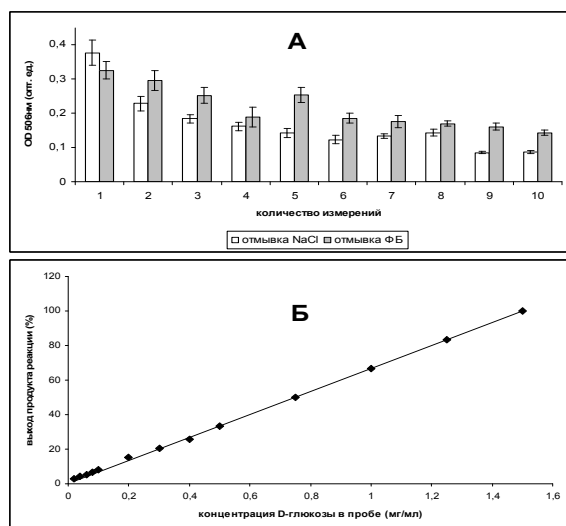 А
OD 506нм (опт. ед.)
0,4
0,3
0,2
0,1
0
1 2 3 4 5 6 7 8 9 10
количество измерений
отмывка NaCl отмывка ФБ
Б
выход продукта реакции (%)
120
100
80
60
40
20
0
0 0,2 0,4 0,6 0,8 1 1,2 1,4 1,6
концентрация D-глюкозы в пробе (мг/мл)